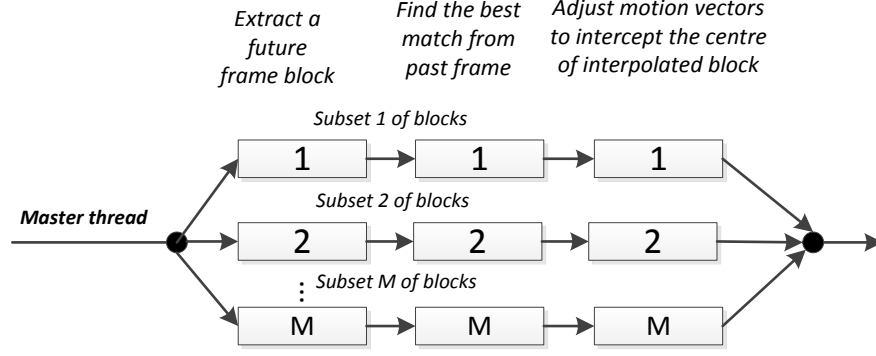 Extract a
future
frame block
Find the best
match from
past frame
Adjust motion vectors
to intercept the centre
of interpolated block
Subset 1 of blocks
1 1 1
Master thread
Subset 2 of blocks
2 2 2
⋮
Subset M of blocks
M M M